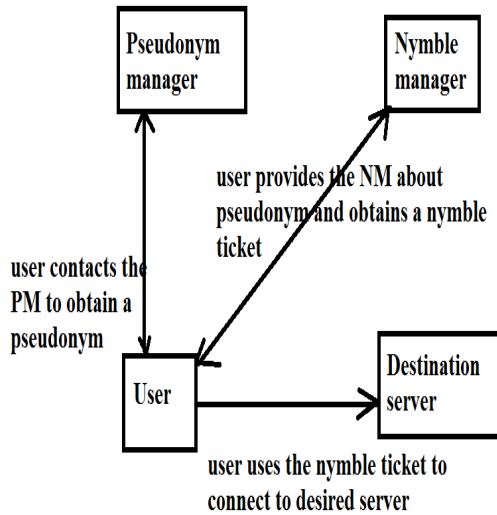 Pseudonym
manager
Nymble
manager
user provides the NM about
pseudonym and obtains a nymble
ticket
user contacts the
PM to obtain a
pseudonym
User
Destination
server
user uses the nymble ticket to
connect to desired server